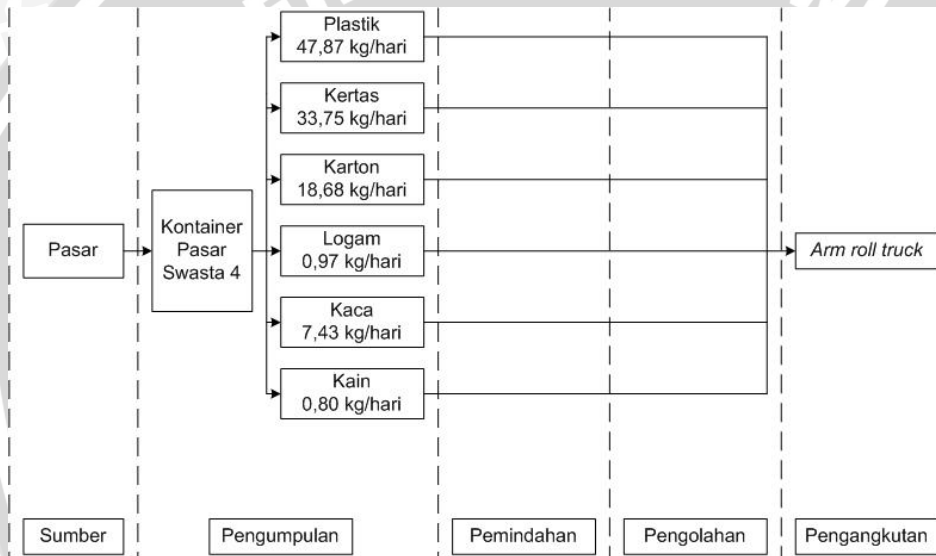 Plastik
47,87 kg/hari
Kertas
33,75 kg/hari
Karton
18,68 kg/hari
Pasar
Kontainer
Pasar
Swasta 4
Logam
0,97 kg/hari
Arm roll truck
Kaca
7,43 kg/hari
Kain
0,80 kg/hari
Sumber
Pengumpulan
Pemindahan
Pengolahan
Pengangkutan